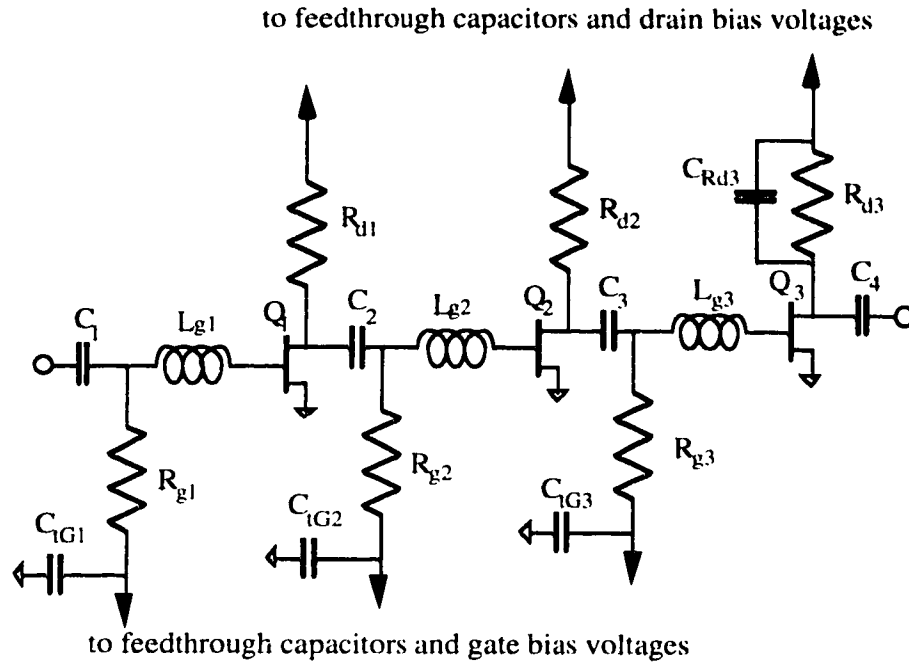 to feedthrough capacitors and drain bias voltages
C_Rd3
R_d1
R_d2
R_d3
C_1
L_g1
Q_1
C_2
L_g2
Q_2
C_3
L_g3
Q_3
C_4
R_g1
R_g2
R_g3
C_tG1
C_tG2
C_tG3
to feedthrough capacitors and gate bias voltages